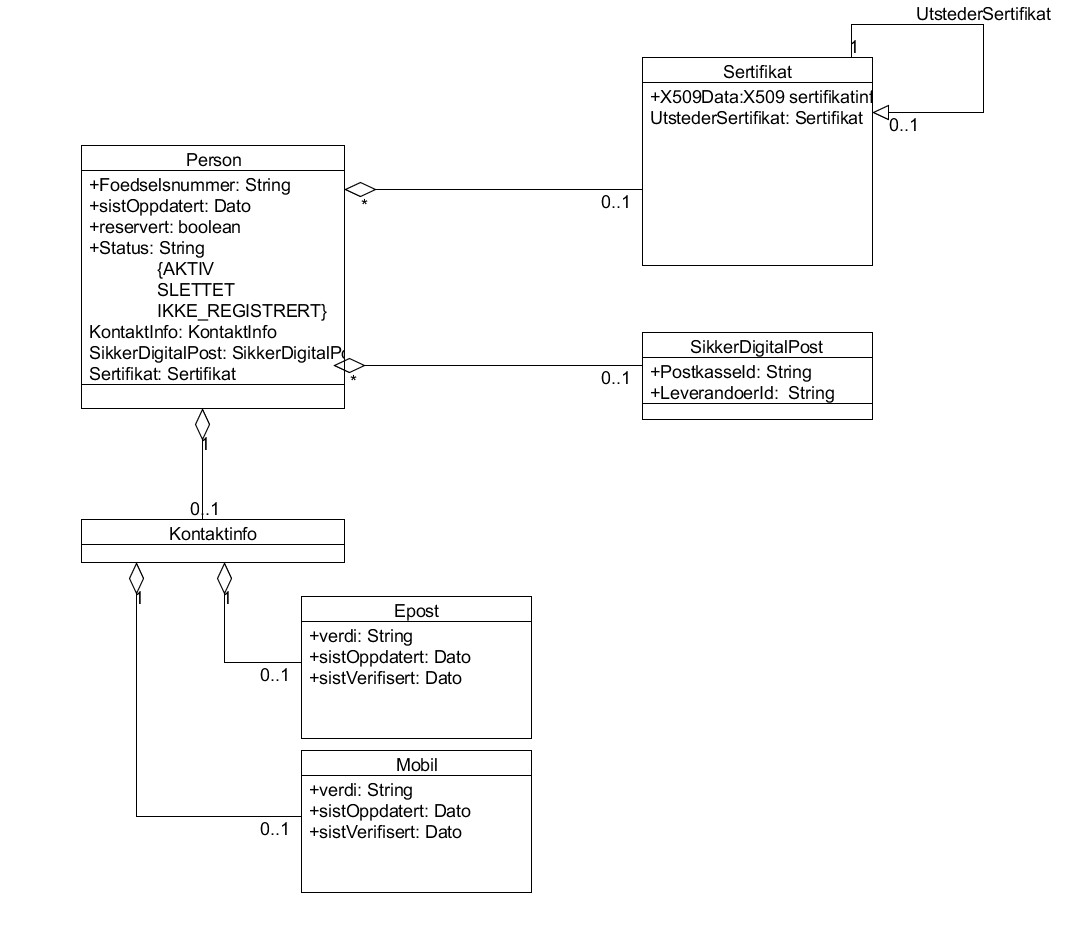 UtstederSertifikat
1
Sertifikat
+X509Data:X509 sertifikatinf
UtstederSertifikat: Sertifikat
0..1
Person
+Foedselsnummer: String
+sistOppdatert: Dato
+reservert: boolean
+Status: String
{AKTIV
SLETTET
IKKE_REGISTRERT}
KontaktInfo: KontaktInfo
SikkerDigitalPost: SikkerDigitalPo
Sertifikat: Sertifikat
*
0..1
*
0..1
SikkerDigitalPost
+PostkasseId: String
+LeverandoerId: String
1
0..1
Kontaktinfo
1
1
Epost
+verdi: String
+sistOppdatert: Dato
+sistVerifisert: Dato
0..1
Mobil
+verdi: String
+sistOppdatert: Dato
+sistVerifisert: Dato
0..1